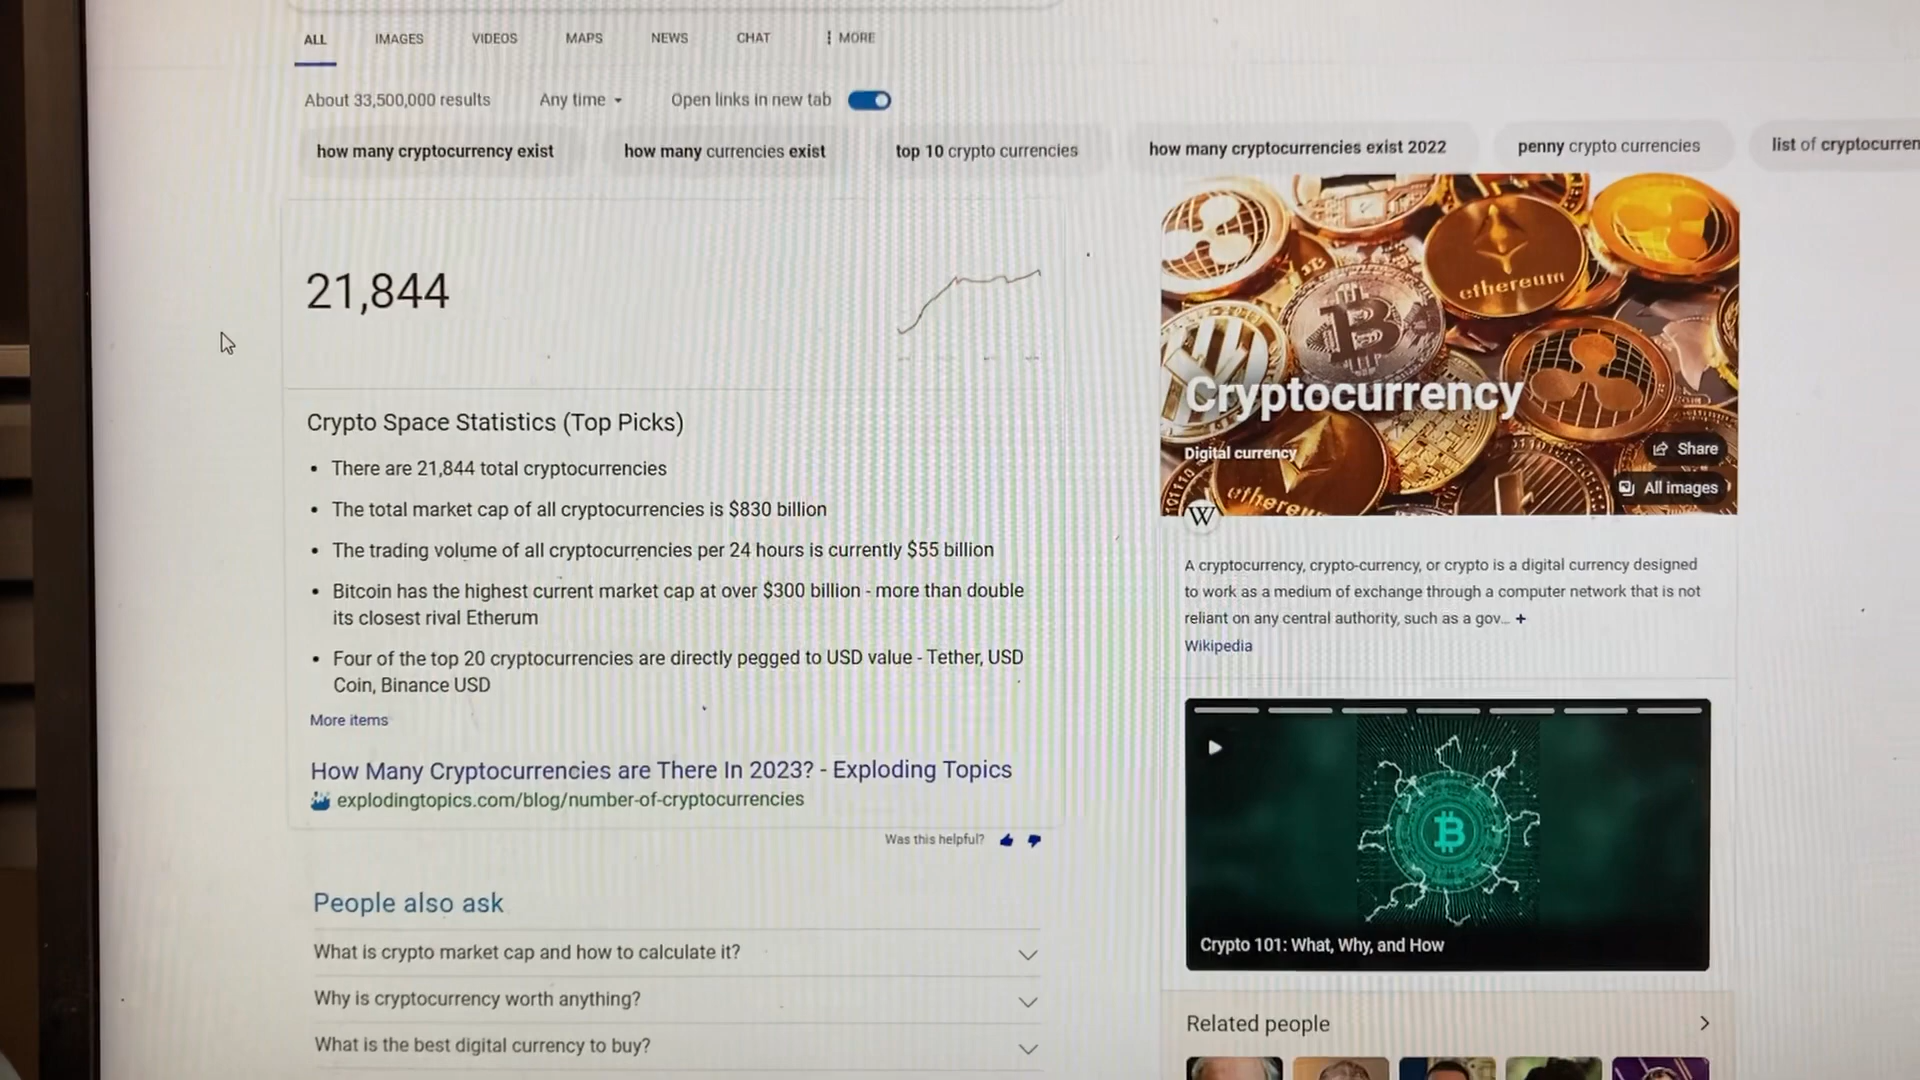 ALL IMAGES VIDEOS MAPS NEWS CHAT MORE
About 33,500,000 results Any time Open links in new tab
how many cryptocurrency exist how many currencies exist top 10 crypto currencies how many cryptocurrencies exist 2022 penny crypto currencies list of cryptocurren
21,844
Crypto Space Statistics (Top Picks)
• There are 21,844 total cryptocurrencies
• The total market cap of all cryptocurrencies is $830 billion
• The trading volume of all cryptocurrencies per 24 hours is currently $55 billion
• Bitcoin has the highest current market cap at over $300 billion - more than double
its closest rival Etherum
• Four of the top 20 cryptocurrencies are directly pegged to USD value - Tether, USD
Coin, Binance USD
More items
How Many Cryptocurrencies are There In 2023? - Exploding Topics
explodingtopics.com/blog/number-of-cryptocurrencies
Was this helpful?
People also ask
What is crypto market cap and how to calculate it?
Why is cryptocurrency worth anything?
What is the best digital currency to buy?
ethereum
Cryptocurrency
Digital currency
Share
All images
ethereu
W
A cryptocurrency, crypto-currency, or crypto is a digital currency designed
to work as a medium of exchange through a computer network that is not
reliant on any central authority, such as a gov... +
Wikipedia
Crypto 101: What, Why, and How
Related people